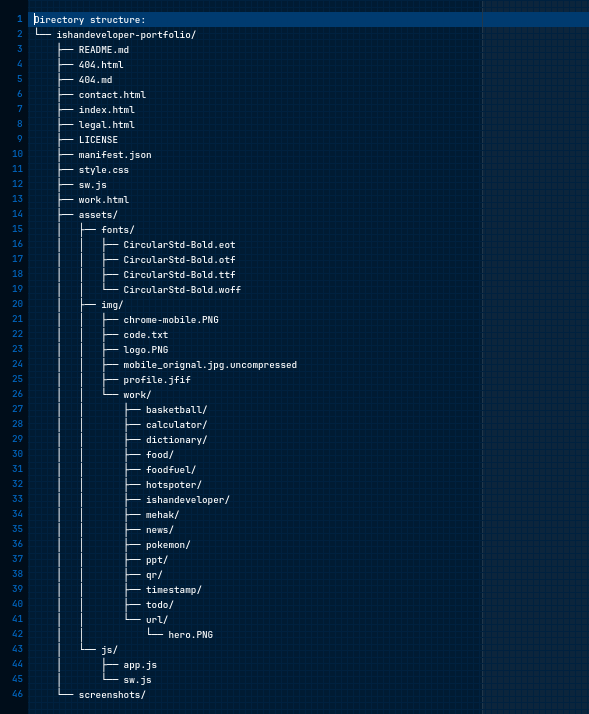 1 Directory structure:
2 └── ishandeveloper-portfolio/
3     ├── README.md
4     ├── 404.html
5     ├── 404.md
6     ├── contact.html
7     ├── index.html
8     ├── legal.html
9     ├── LICENSE
10     ├── manifest.json
11     ├── style.css
12     ├── sw.js
13     ├── work.html
14     ├── assets/
15     │   ├── fonts/
16     │   │   ├── CircularStd-Bold.eot
17     │   │   ├── CircularStd-Bold.otf
18     │   │   ├── CircularStd-Bold.ttf
19     │   │   └── CircularStd-Bold.woff
20     │   ├── img/
21     │   │   ├── chrome-mobile.PNG
22     │   │   ├── code.txt
23     │   │   ├── logo.PNG
24     │   │   ├── mobile_orignal.jpg.uncompressed
25     │   │   ├── profile.jfif
26     │   │   └── work/
27     │   │       ├── basketball/
28     │   │       ├── calculator/
29     │   │       ├── dictionary/
30     │   │       ├── food/
31     │   │       ├── foodfuel/
32     │   │       ├── hotspoter/
33     │   │       ├── ishandeveloper/
34     │   │       ├── mehak/
35     │   │       ├── news/
36     │   │       ├── pokemon/
37     │   │       ├── ppt/
38     │   │       ├── qr/
39     │   │       ├── timestamp/
40     │   │       ├── todo/
41     │   │       └── url/
42     │   │           └── hero.PNG
43     │   └── js/
44     │       ├── app.js
45     │       └── sw.js
46     └── screenshots/